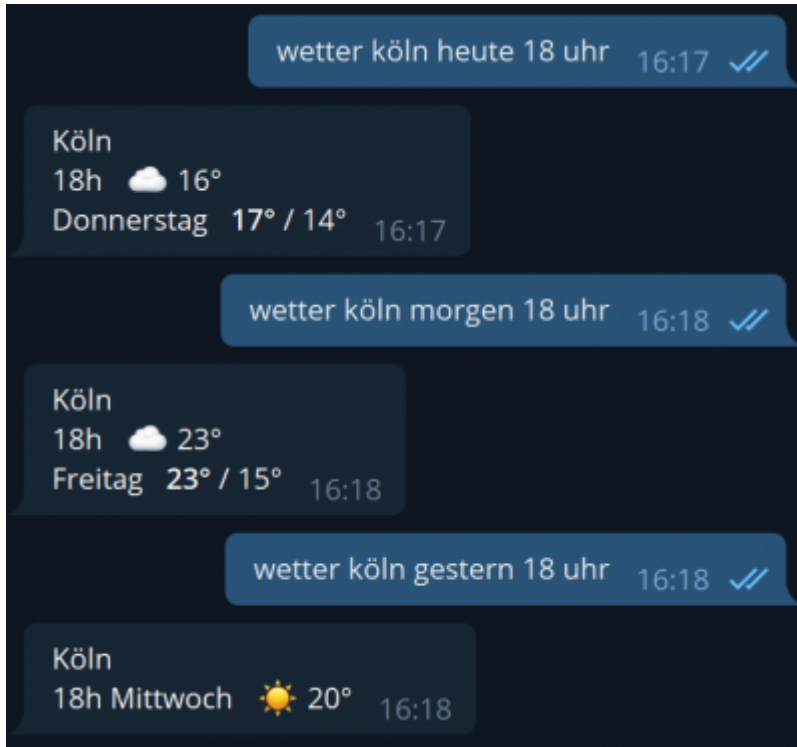 wetter köln heute 18 uhr 16:17
Köln
18h ☁️ 16°
Donnerstag 17° / 14° 16:17
wetter köln morgen 18 uhr 16:18
Köln
18h ☁️ 23°
Freitag 23° / 15° 16:18
wetter köln gestern 18 uhr 16:18
Köln
18h Mittwoch ☀️ 20° 16:18